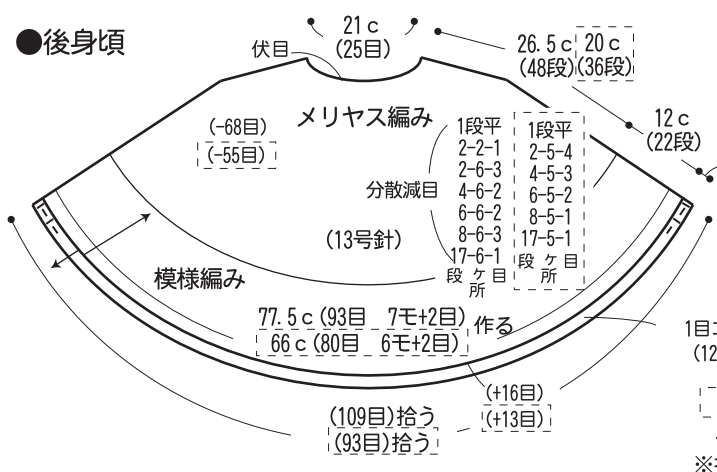 ●後身頃
21c
(25目)
伏目
26.5c 20c
(48段) (36段)
12c
(22段)
メリヤス編み
(-68目)
(-55目)
分散減目
1段平
2-2-1
2-6-3
4-6-2
6-6-2
8-6-3
17-6-1
段ヶ目
所
1段平
2-5-4
4-5-3
6-5-2
8-5-1
17-5-1
段ヶ目
所
(13号針)
模様編み
77.5c(93目 7モ+2目)
66c(80目 6モ+2目)
作る
1目
(12
(+16目)
(+13目)
(109目)拾う
(93目)拾う
※